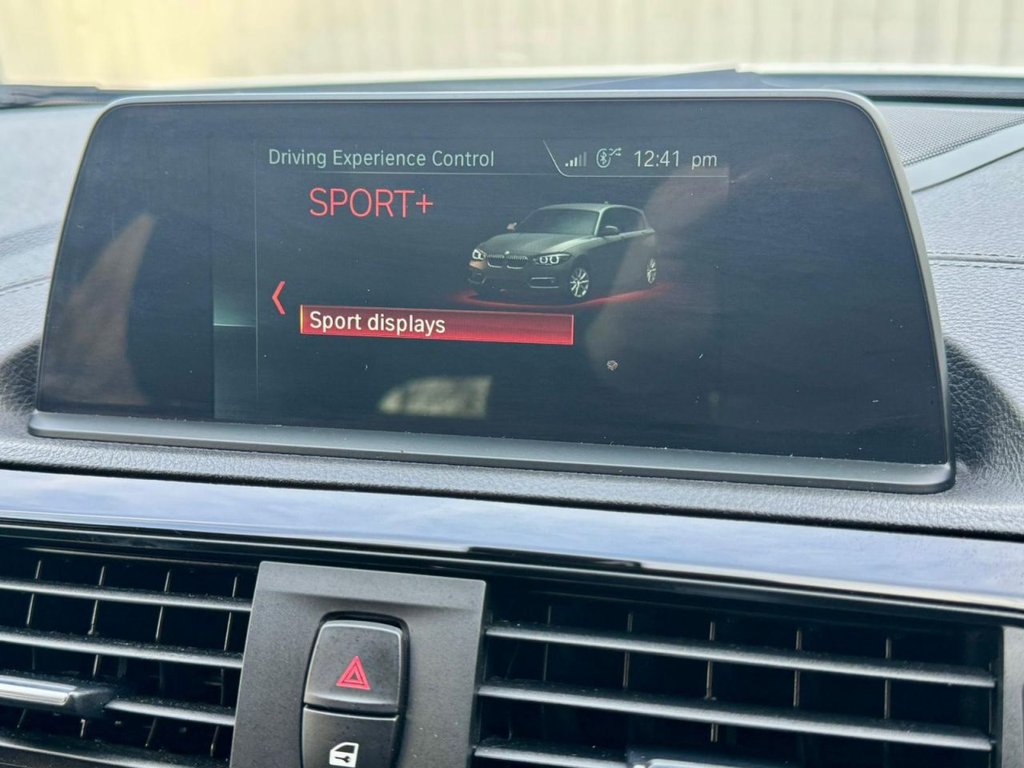 Driving Experience Control
12:41 pm
SPORT+
Sport displays